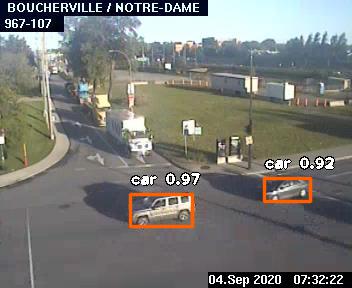 BOUCHERVILLE / NOTRE-DAME
967-107
car 0.97
car 0.92
04.Sep 2020 07:32:22